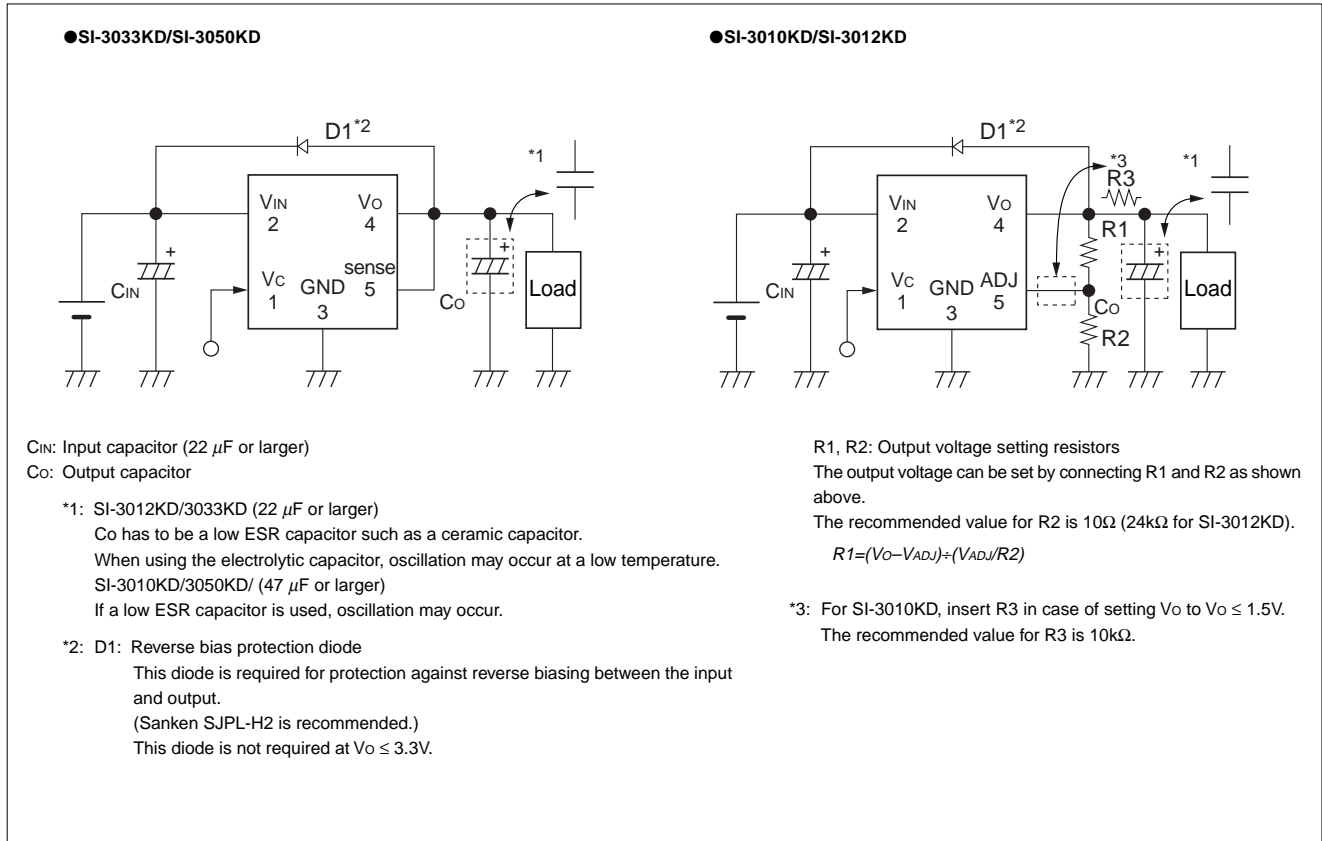 ●SI-3033KD/SI-3050KD
D1*2
*1
VIN
2
VO
4
VC
1
GND
3
sense
5
+
CIN
+
CO
Load
●SI-3010KD/SI-3012KD
D1*2
*3
R3
*1
VIN
2
VO
4
R1
VC
1
GND
3
ADJ
5
+
CIN
+
CO
R2
Load
CIN: Input capacitor (22 μF or larger)
CO: Output capacitor
*1: SI-3012KD/3033KD (22 μF or larger)
Co has to be a low ESR capacitor such as a ceramic capacitor.
When using the electrolytic capacitor, oscillation may occur at a low temperature.
SI-3010KD/3050KD/ (47 μF or larger)
If a low ESR capacitor is used, oscillation may occur.
*2: D1: Reverse bias protection diode
This diode is required for protection against reverse biasing between the input
and output.
(Sanken SJPL-H2 is recommended.)
This diode is not required at VO ≤ 3.3V.
R1, R2: Output voltage setting resistors
The output voltage can be set by connecting R1 and R2 as shown
above.
The recommended value for R2 is 10Ω (24kΩ for SI-3012KD).
R1=(VO–VADJ)÷(VADJ/R2)
*3: For SI-3010KD, insert R3 in case of setting VO to VO ≤ 1.5V.
The recommended value for R3 is 10kΩ.